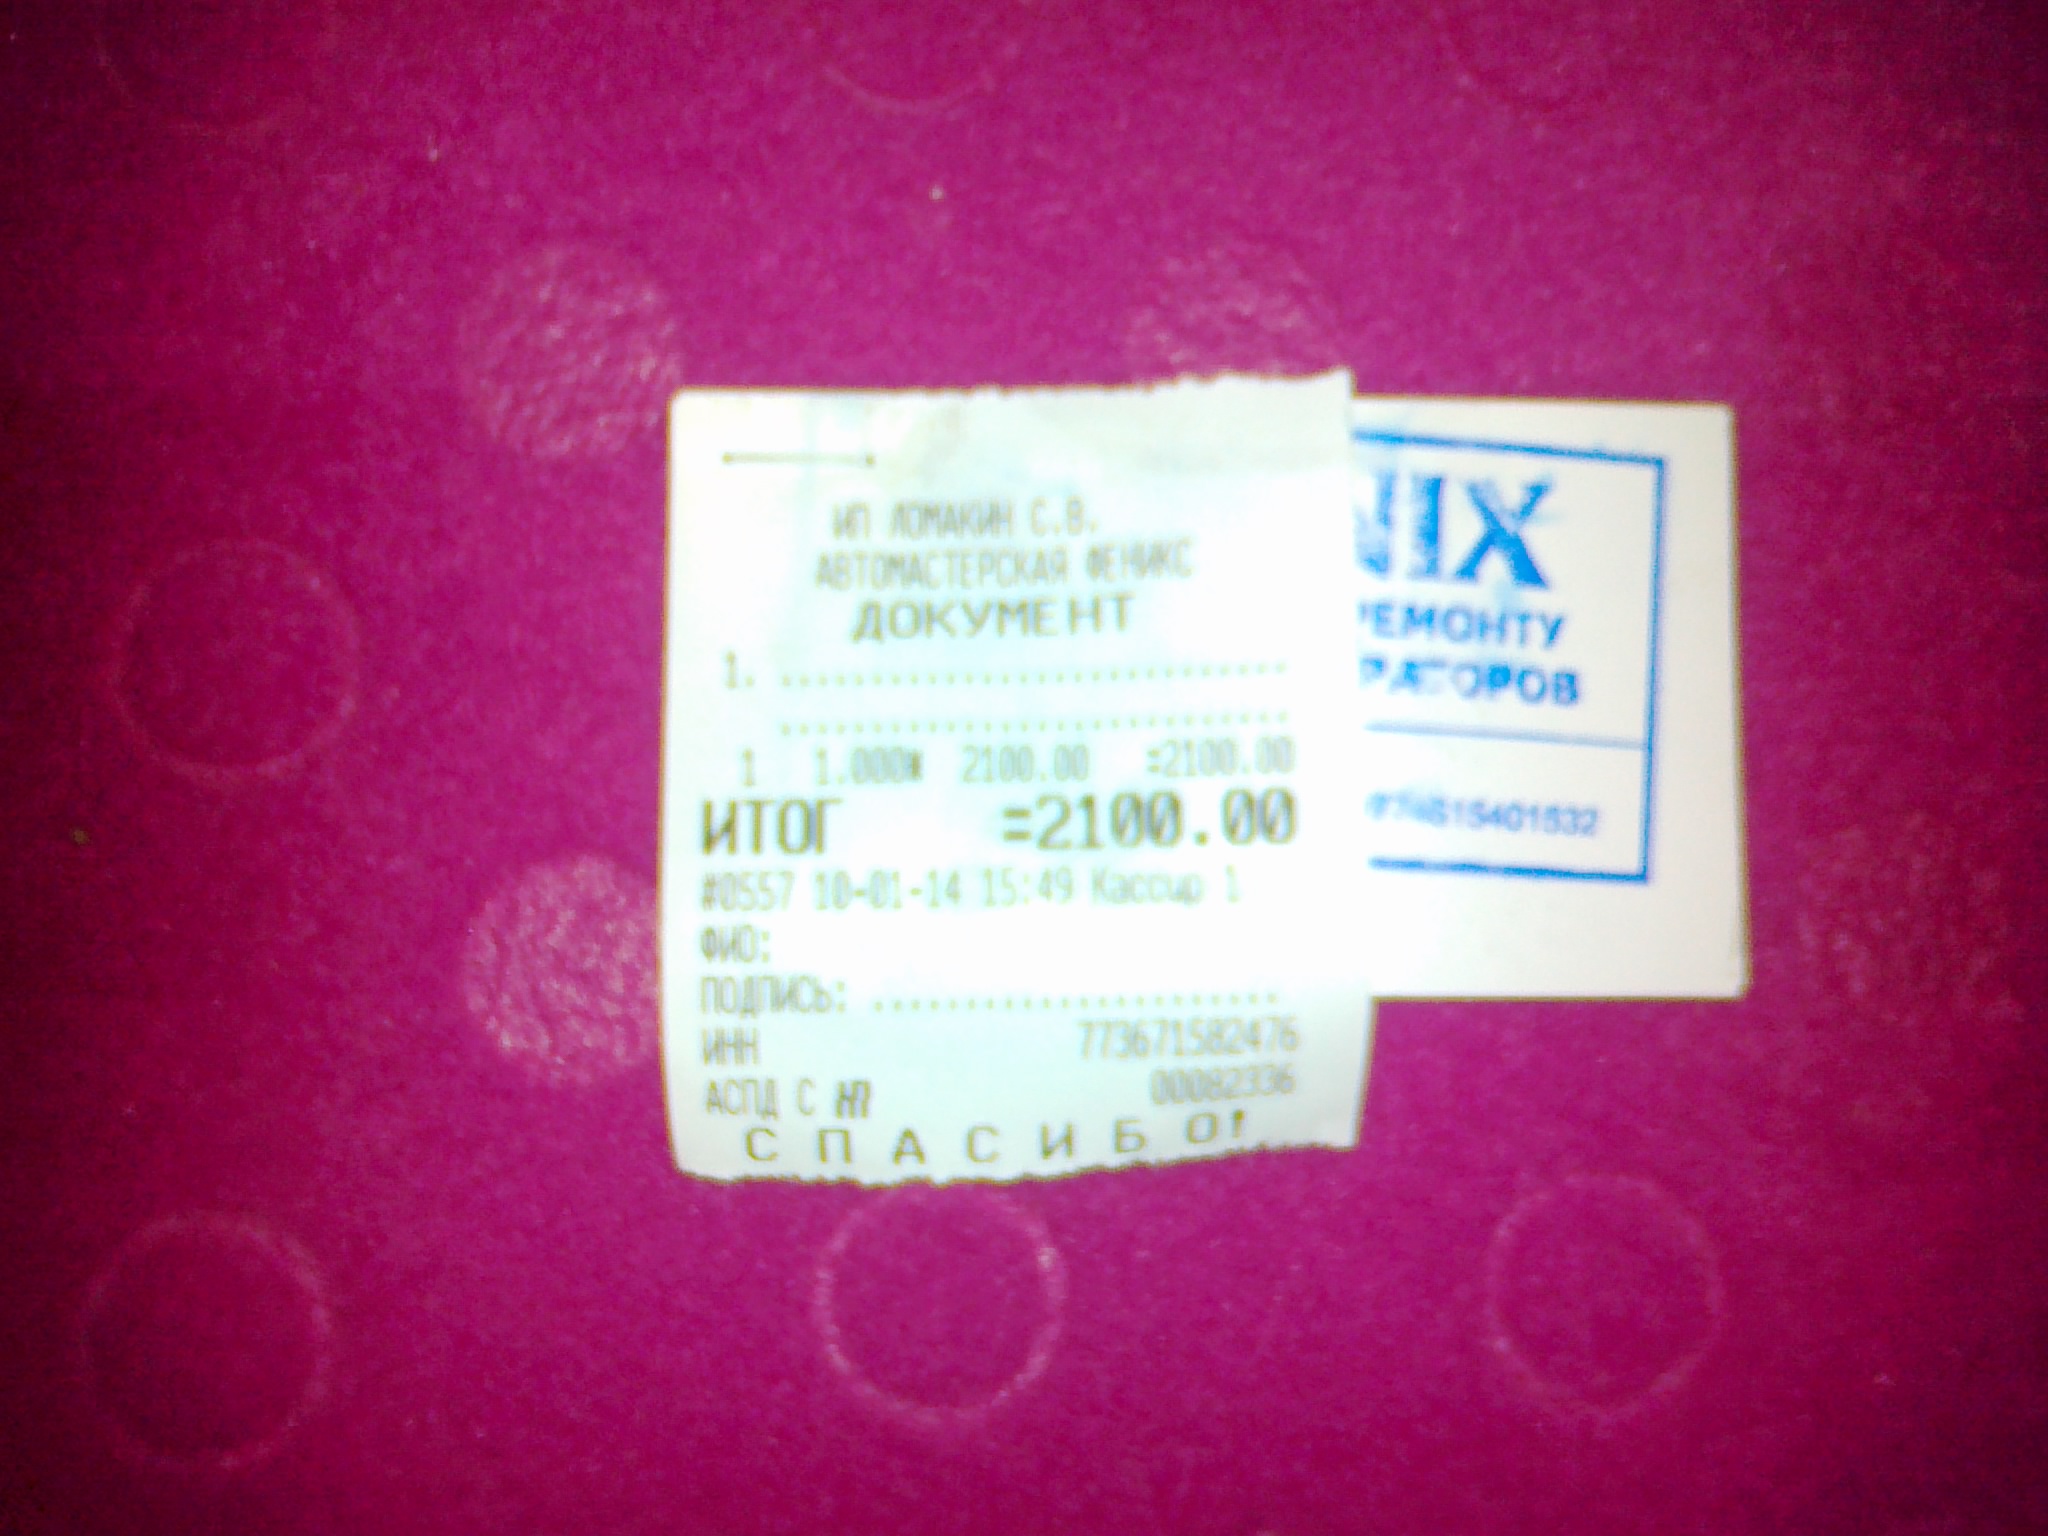 ИП ЛОМАКИН С.В.
АВТОМАСТЕРСКАЯ ФЕНИКС
ДОКУМЕНТ
1. ..................................
..................................
1 1.000Ж 2100.00 =2100.00
ИТОГ =2100.00
#0557 10-01-14 15:49 Кассир 1
ФИО:
ПОДПИСЬ: ...........................
ИНН 773671582476
АСПД С 00082336
СПАСИБО!
NIX
РЕМОНТУ
РАТОРОВ